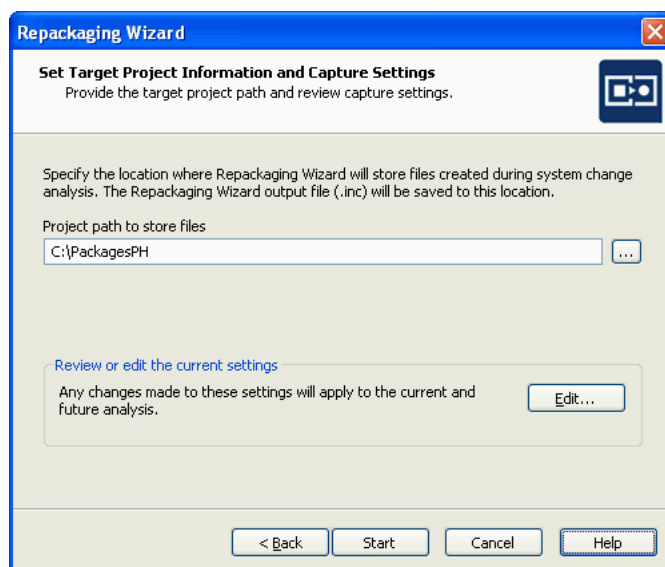 Repackaging Wizard
Set Target Project Information and Capture Settings
Provide the target project path and review capture settings.
Specify the location where Repackaging Wizard will store files created during system change
analysis. The Repackaging Wizard output file (.inc) will be saved to this location.
Project path to store files
C:\PackagesPH
...
Review or edit the current settings
Any changes made to these settings will apply to the current and
future analysis.
Edit...
< Back
Start
Cancel
Help